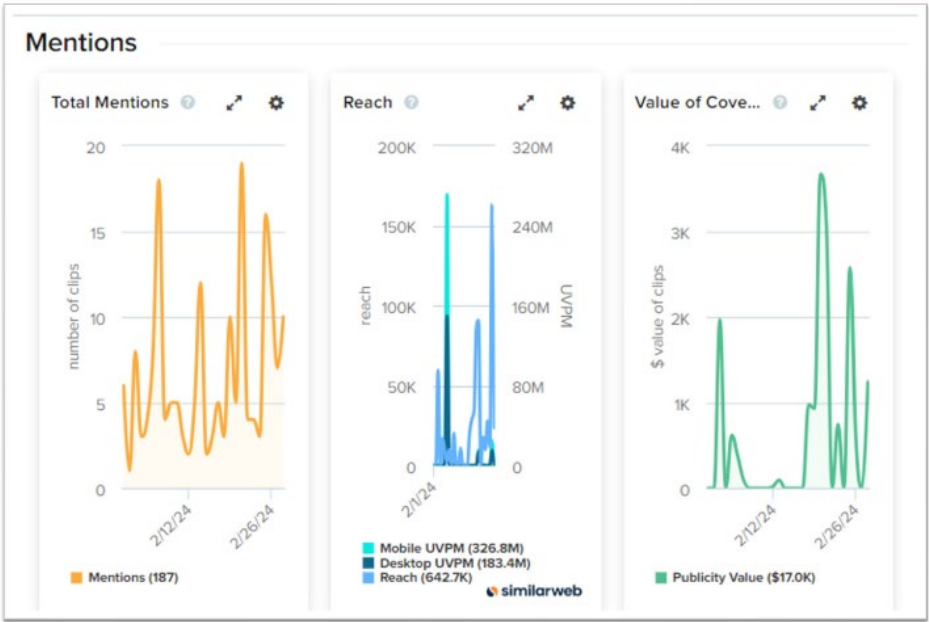 Mentions
Total Mentions ?
20
15
10
5
0
number of clips
2/12/24
2/26/24
Mentions (187)
Reach ?
200K
150K
100K
50K
0
reach
320M
240M
160M
80M
0
UVPM
2/1/24
Mobile UVPM (326.8M)
Desktop UVPM (183.4M)
Reach (642.7K)
similarweb
Value of Cove... ?
4K
3K
2K
1K
0
$ value of clips
2/12/24
2/26/24
Publicity Value ($17.0K)